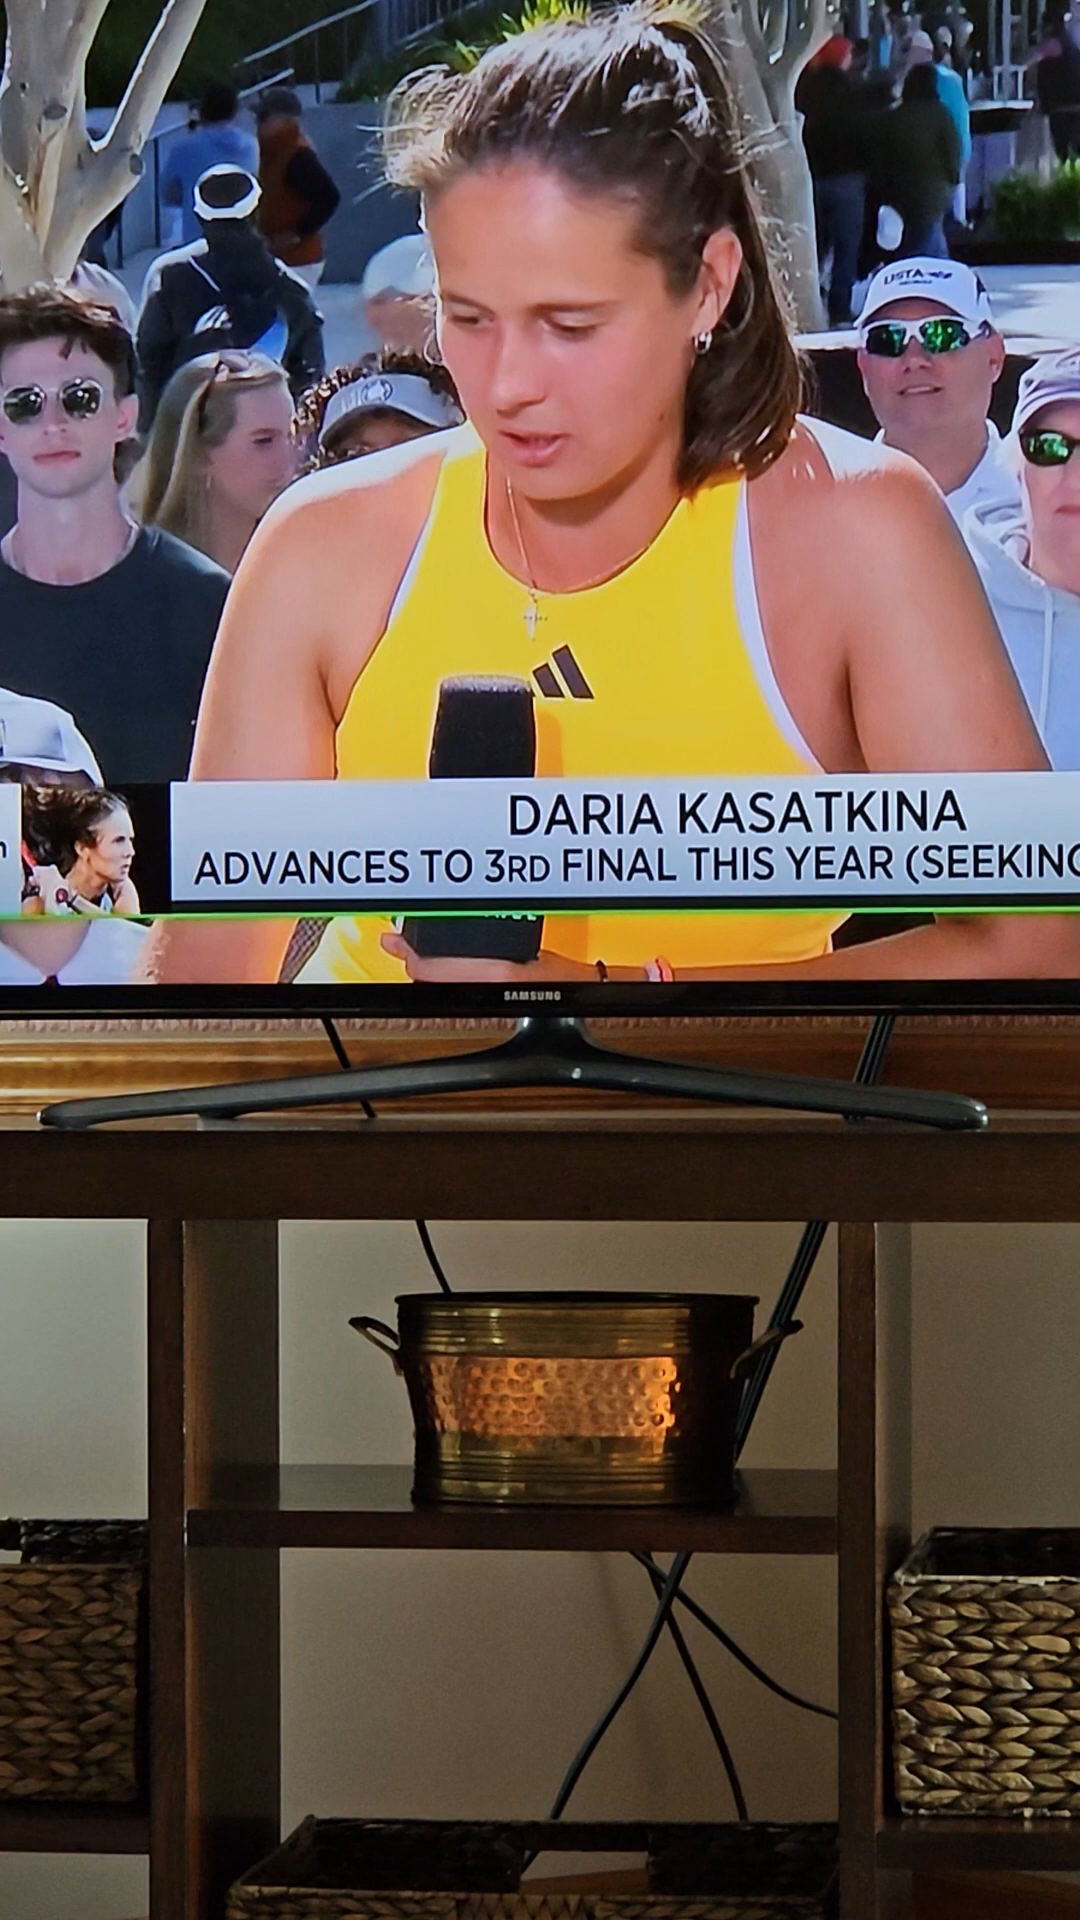 USTA
DARIA KASATKINA
ADVANCES TO 3RD FINAL THIS YEAR (SEEKING
SAMSUNG